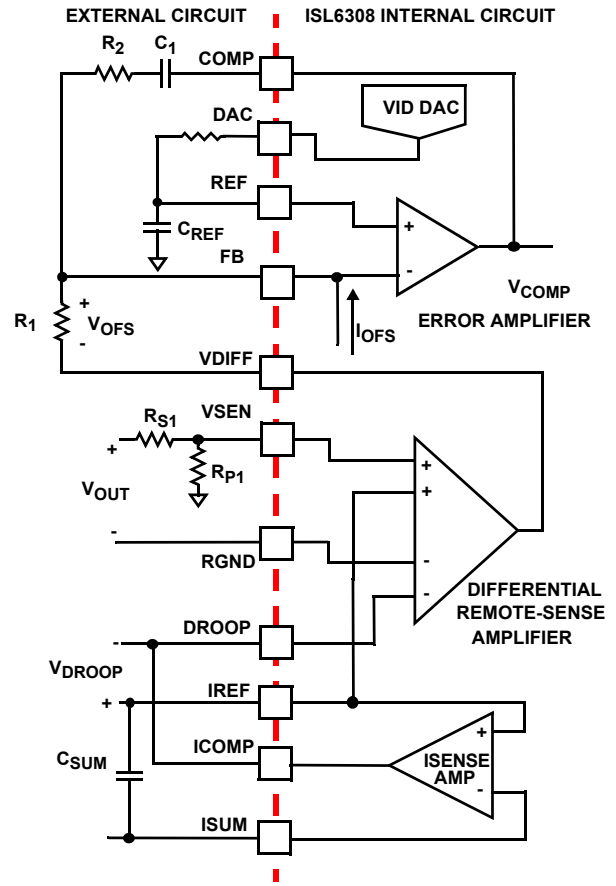 EXTERNAL CIRCUIT
ISL6308 INTERNAL CIRCUIT
R2
C1
COMP
VID DAC
DAC
REF
CREF
+
-
FB
VCOMP
ERROR AMPLIFIER
IOFS
R1
+
VOFS
-
VDIFF
RS1
VSEN
+
RP1
VOUT
+
+
-
RGND
-
-
DIFFERENTIAL
REMOTE-SENSE
AMPLIFIER
DROOP
-
VDROOP
+
IREF
ICOMP
+
ISENSE
AMP
-
CSUM
ISUM